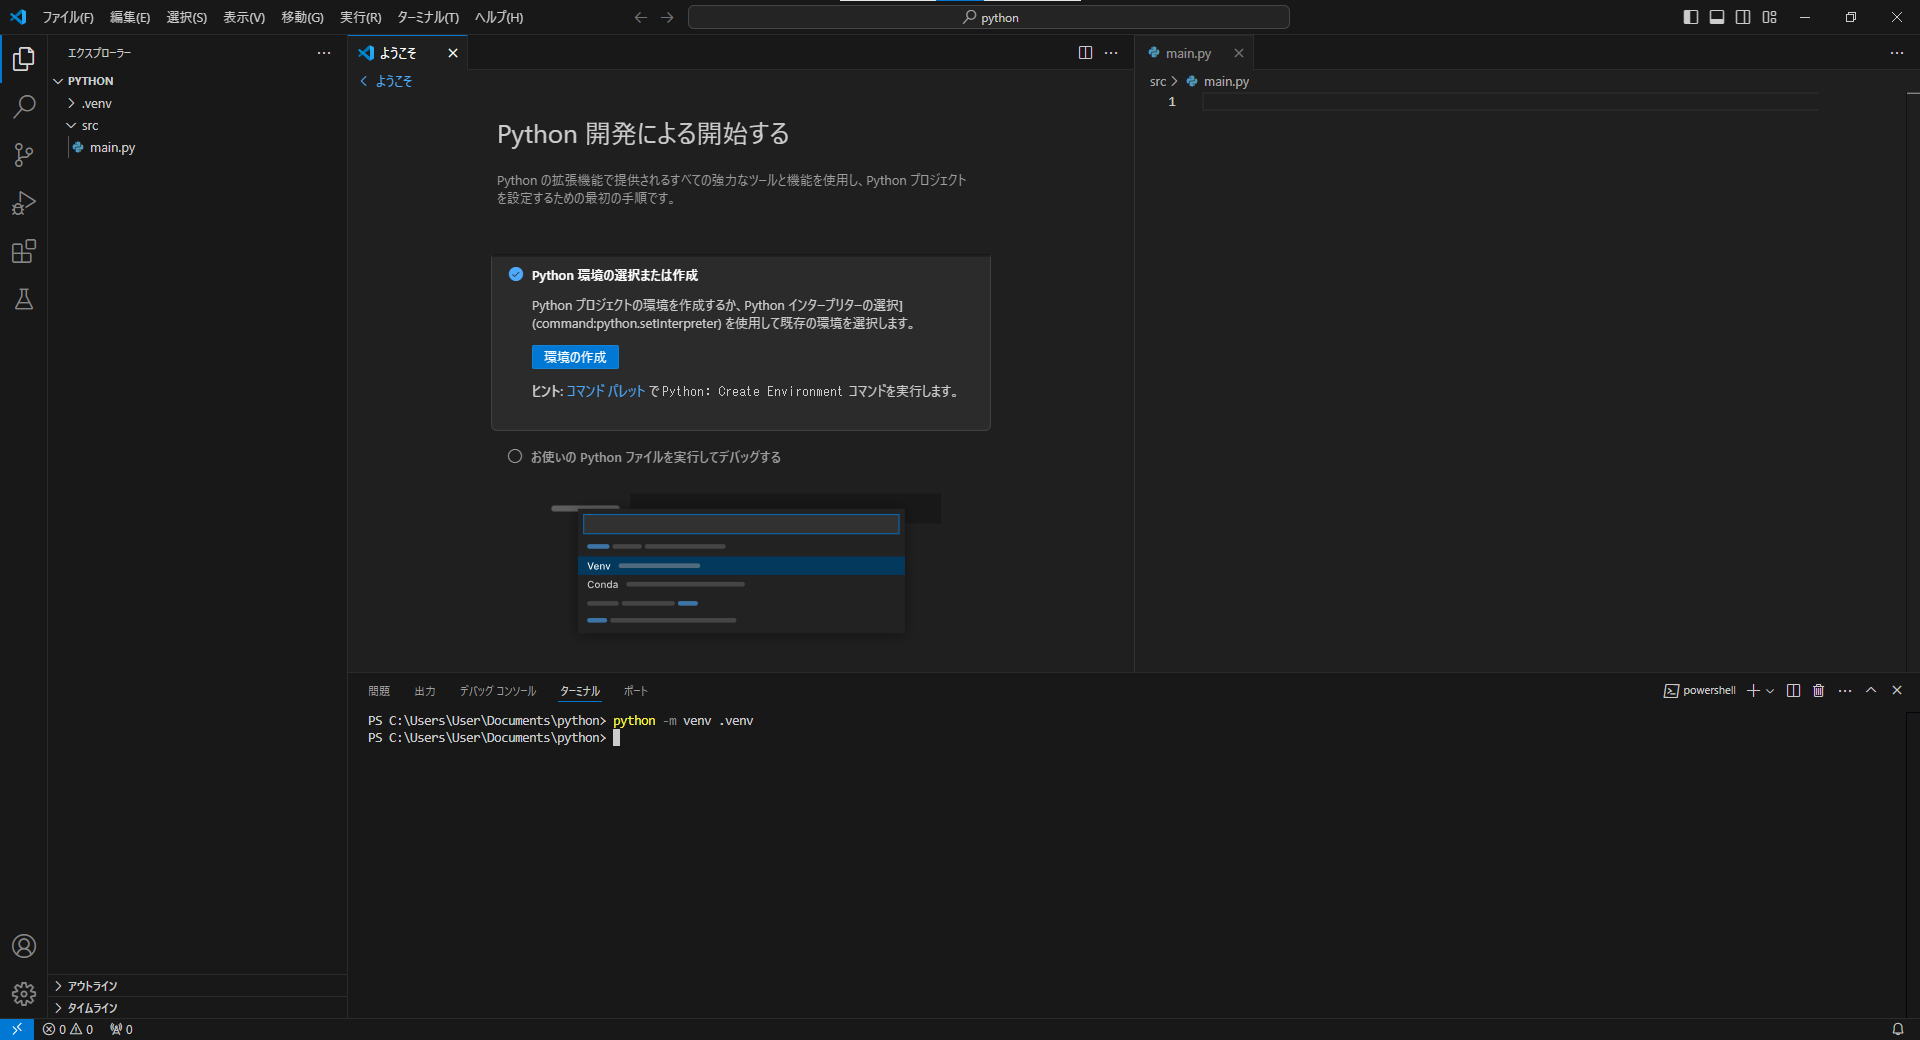 ファイル(F) 編集(E) 選択(S) 表示(V) 移動(G) 実行(R) ターミナル(T) ヘルプ(H)
python
エクスプローラー
PYTHON
.venv
src
main.py
アウトライン
タイムライン
ようこそ
ようこそ
Python 開発による開始する
Python の拡張機能で提供されるすべての強力なツールと機能を使用し、Python プロジェクト
を設定するための最初の手順です。
Python 環境の選択または作成
Python プロジェクトの環境を作成するか、Python インタープリターの選択]
(command:python.setInterpreter) を使用して既存の環境を選択します。
環境の作成
ヒント: コマンド パレット でPython: Create Environment コマンドを実行します。
お使いの Python ファイルを実行してデバッグする
Venv
Conda
main.py
src > main.py
1
問題 出力 デバッグ コンソール ターミナル ポート
powershell
PS C:\Users\User\Documents\python> python -m venv .venv
PS C:\Users\User\Documents\python>
0 0 0